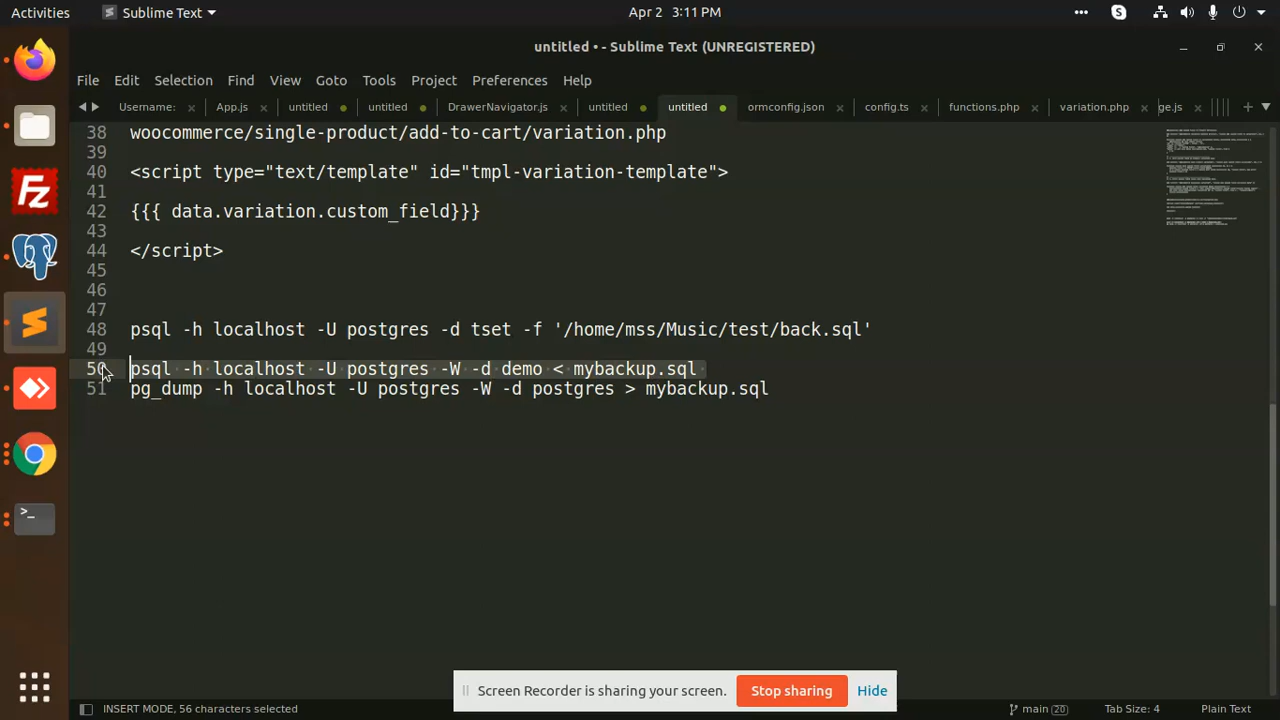 Activities
Sublime Text
Apr 2 3:11 PM
untitled • - Sublime Text (UNREGISTERED)
File Edit Selection Find View Goto Tools Project Preferences Help
Username: App.js untitled untitled DrawerNavigator.js untitled untitled ormconfig.json config.ts functions.php variation.php ge.js
38 woocommerce/single-product/add-to-cart/variation.php
39
40 <script type="text/template" id="tmpl-variation-template">
41
42 {{{ data.variation.custom_field}}}
43
44 </script>
45
46
47
48 psql -h localhost -U postgres -d tset -f '/home/mss/Music/test/back.sql'
49
50 psql -h localhost -U postgres -W -d demo < mybackup.sql
51 pg_dump -h localhost -U postgres -W -d postgres > mybackup.sql
Screen Recorder is sharing your screen. Stop sharing Hide
INSERT MODE, 56 characters selected
main 20
Tab Size: 4
Plain Text